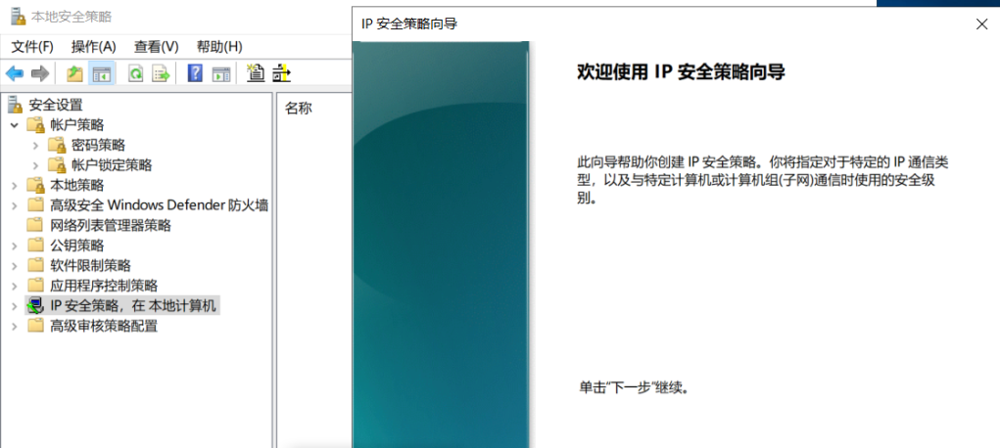 本地安全策略
文件(F) 操作(A) 查看(V) 帮助(H)
安全设置
帐户策略
密码策略
帐户锁定策略
本地策略
高级安全 Windows Defender 防火墙
网络列表管理器策略
公钥策略
软件限制策略
应用程序控制策略
IP 安全策略，在 本地计算机
高级审核策略配置
名称
IP 安全策略向导
欢迎使用 IP 安全策略向导
此向导帮助你创建 IP 安全策略。你将指定对于特定的 IP 通信类
型，以及与特定计算机或计算机组(子网)通信时使用的安全级
别。
单击"下一步"继续。